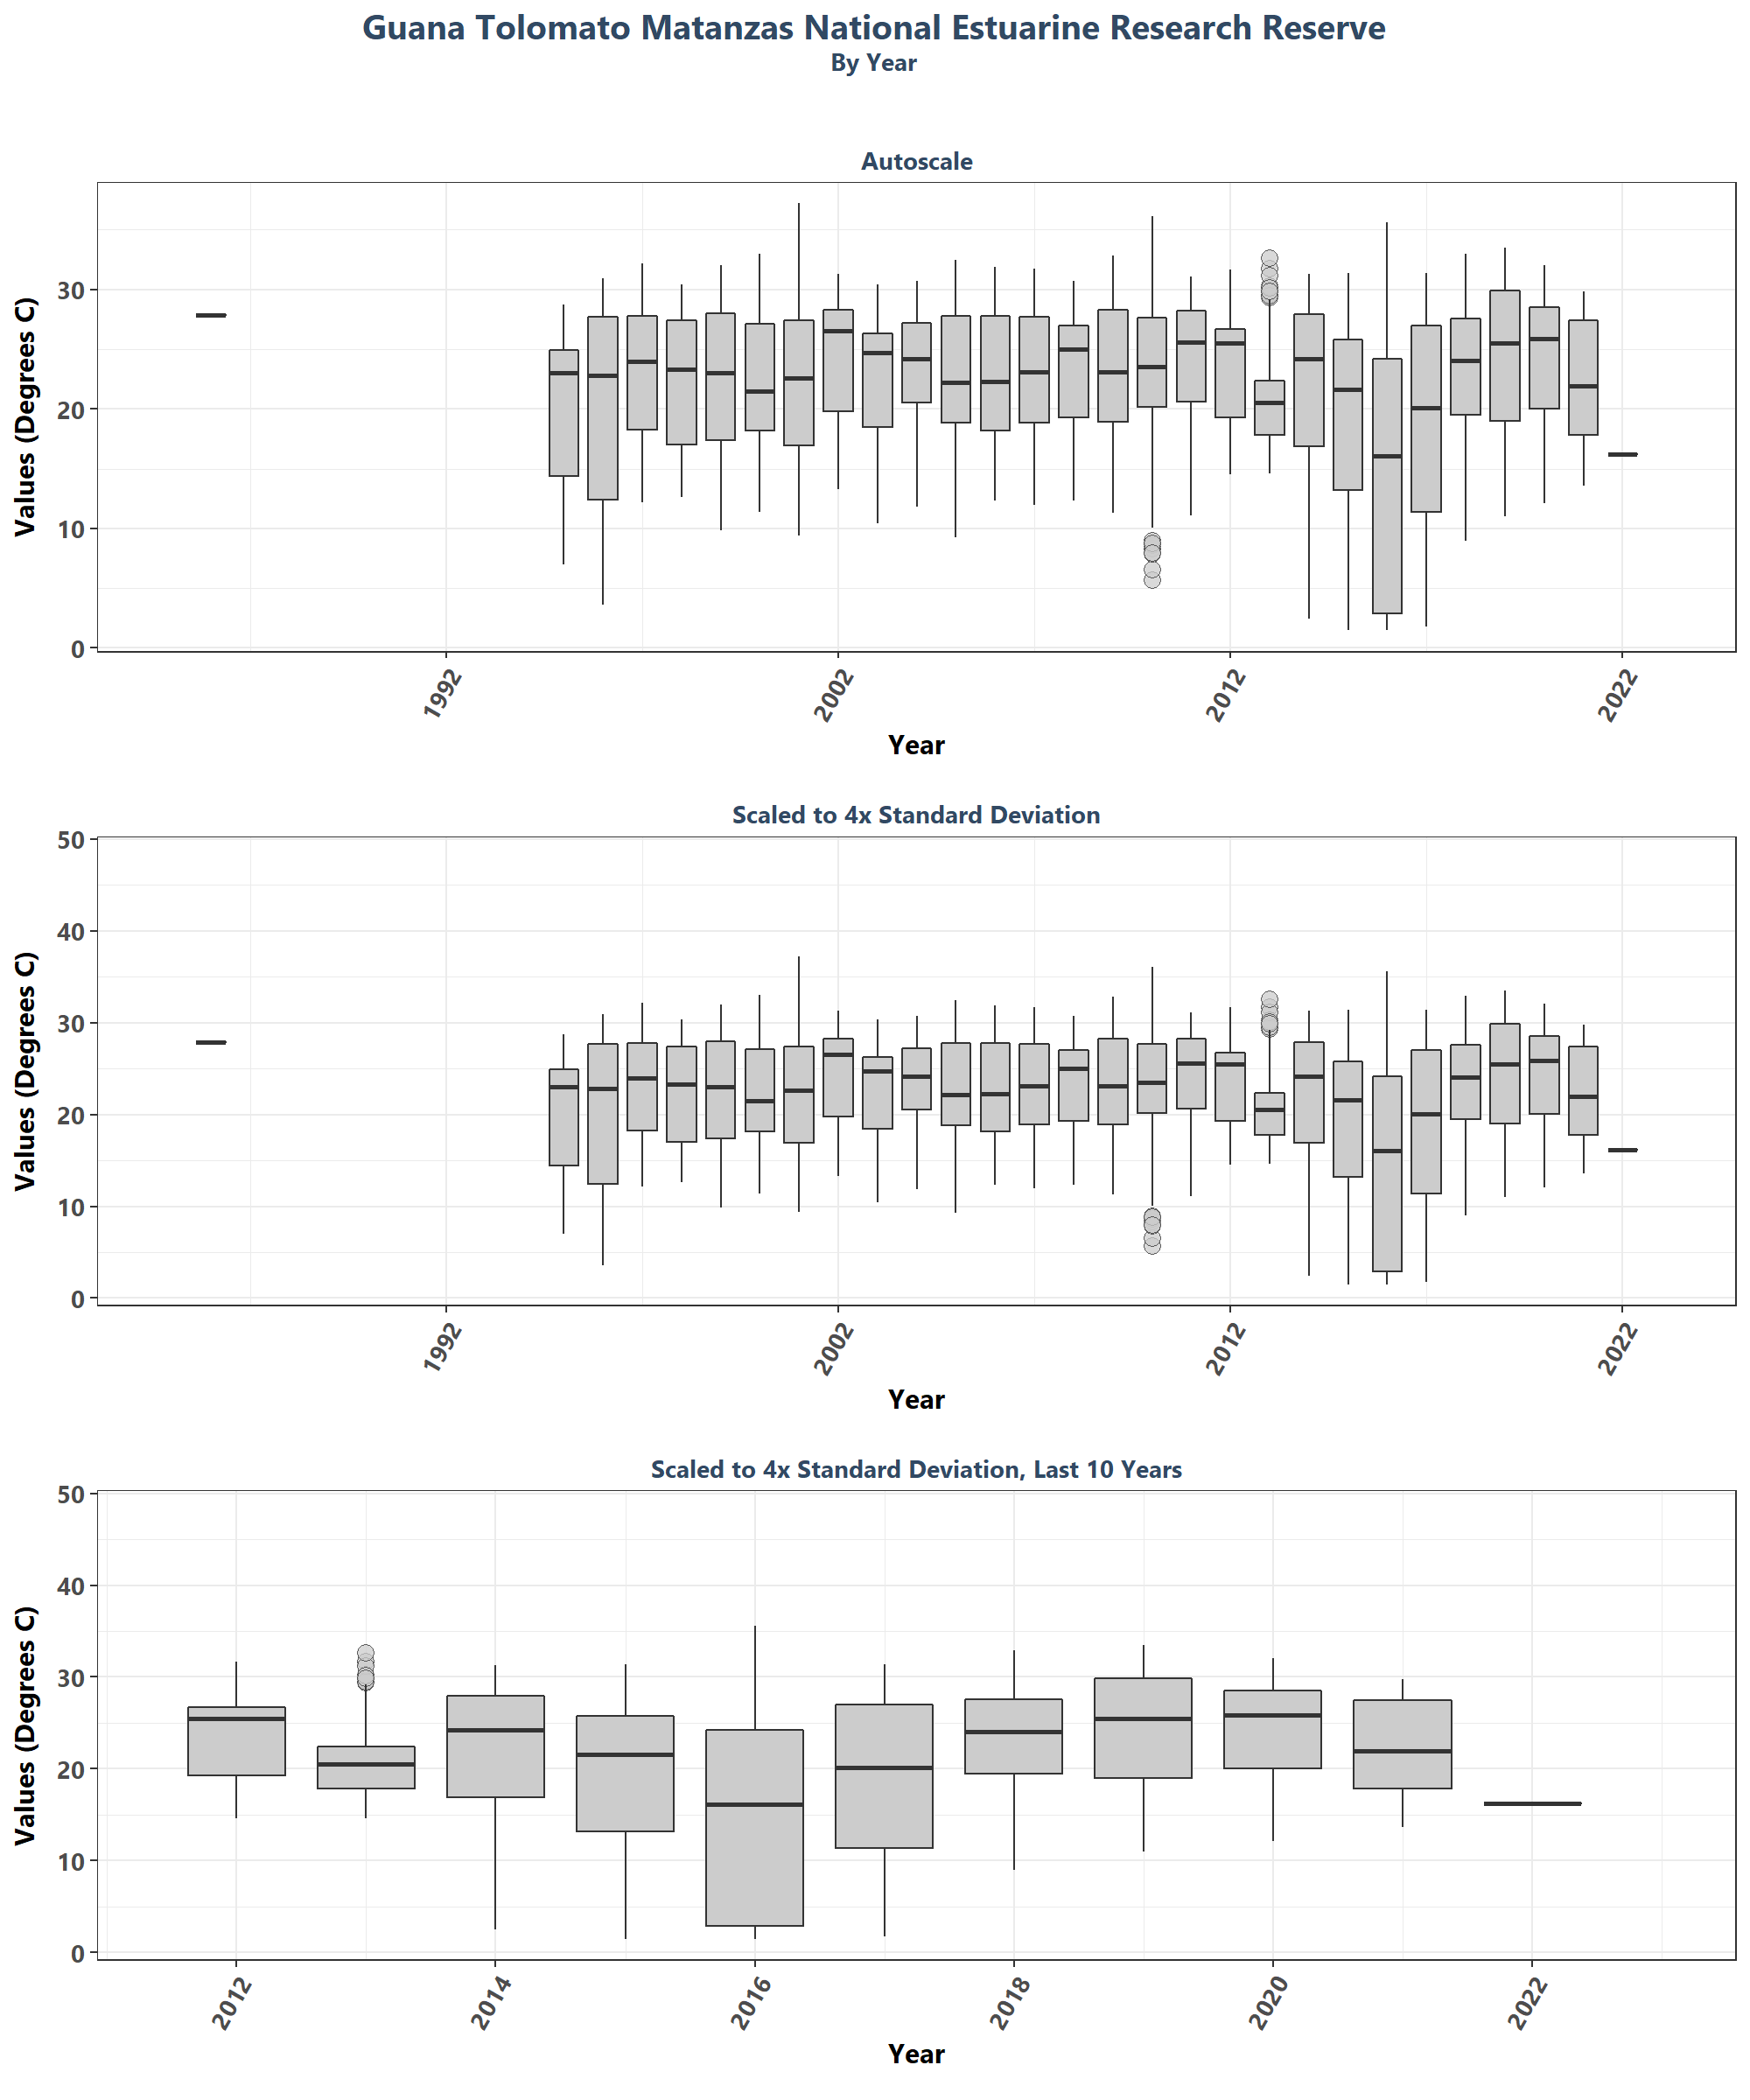 Guana Tolomato Matanzas National Estuarine Research Reserve
By Year
Autoscale
Values (Degrees C)
30
20
10
0
1992
2002
2012
2022
Year
Scaled to 4x Standard Deviation
Values (Degrees C)
50
40
30
20
10
0
1992
2002
2012
2022
Year
Scaled to 4x Standard Deviation, Last 10 Years
Values (Degrees C)
50
40
30
20
10
0
2012
2014
2016
2018
2020
2022
Year